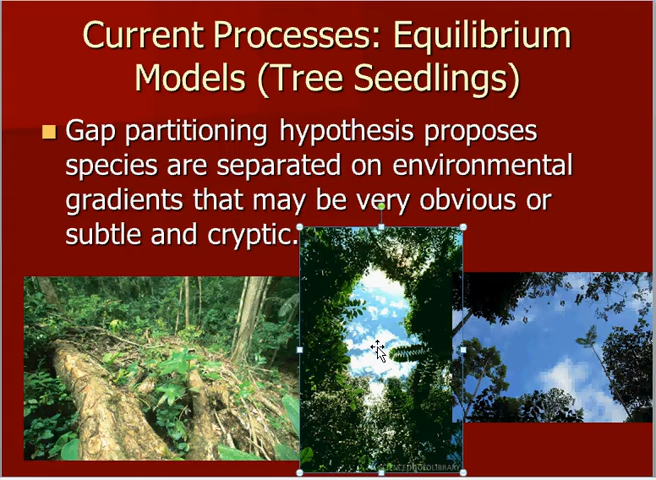 Current Processes: Equilibrium
Models (Tree Seedlings)
Gap partitioning hypothesis proposes
species are separated on environmental
gradients that may be very obvious or
subtle and cryptic.